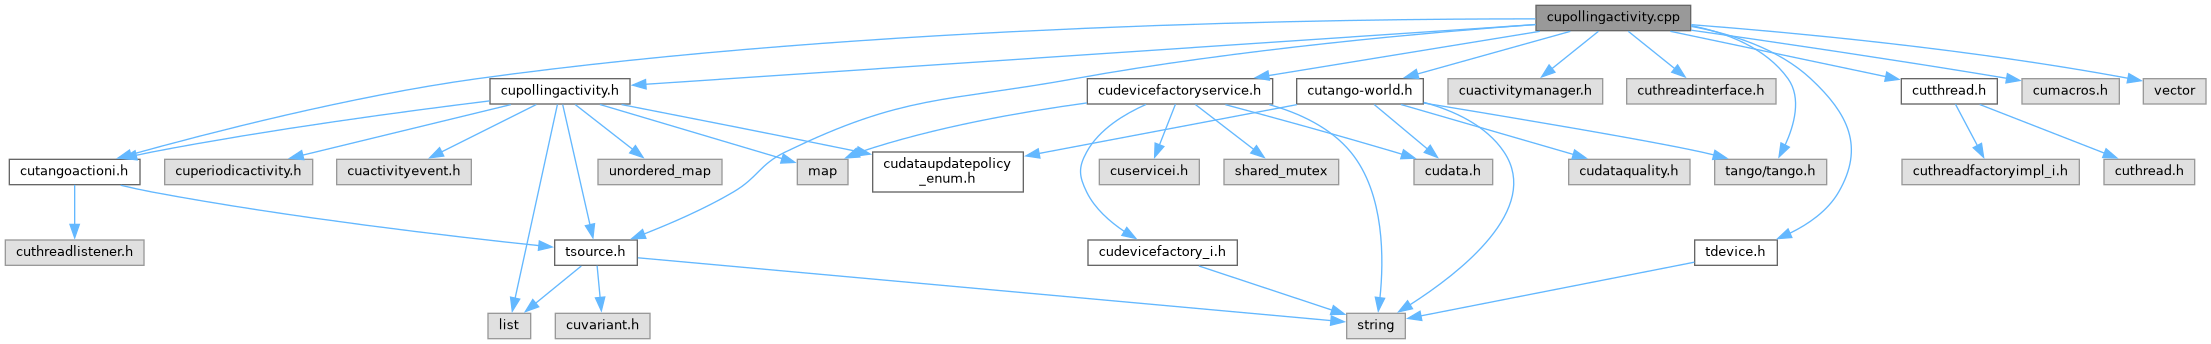 cupollingactivity.cpp
cupollingactivity.h
cudevicefactoryservice.h
cutango-world.h
cuactivitymanager.h
cuthreadinterface.h
cutthread.h
cumacros.h
vector
cutangoactioni.h
cuperiodicactivity.h
cuactivityevent.h
unordered_map
map
cudataupdatepolicy
_enum.h
cuservicei.h
shared_mutex
cudata.h
cudataquality.h
tango/tango.h
cuthreadfactoryimpl_i.h
cuthread.h
cuthreadlistener.h
tsource.h
cudevicefactory_i.h
tdevice.h
list
cuvariant.h
string